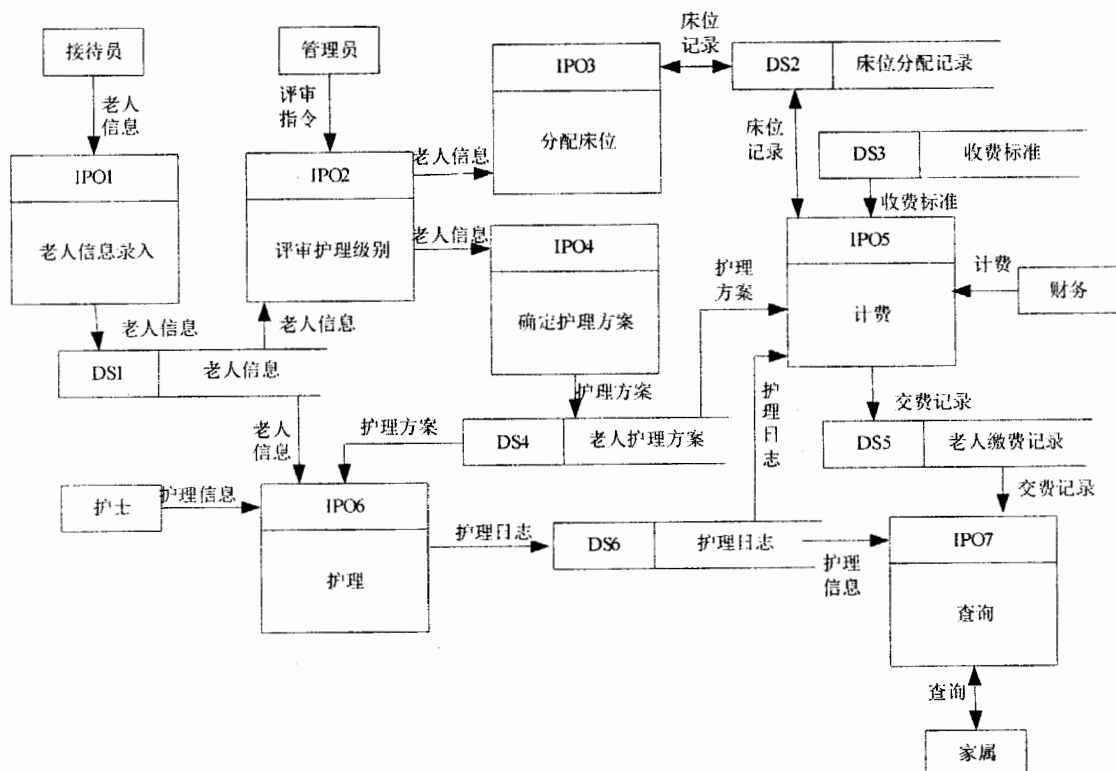 接待员
管理员
床位
记录
IPO3
DS2
床位分配记录
老人
信息
评审
指令
分配床位
床位
记录
DS3
收费标准
IPO1
IPO2
老人信息
收费标准
老人信息录入
评审护理级别
老人信息
IPO4
护理
方案
IPO5
计费
财务
确定护理方案
计费
老人信息
老人信息
DS1
老人信息
护理方案
护理
日志
交费记录
老人
信息
护理方案
DS4
老人护理方案
DS5
老人缴费记录
护士
护理信息
IPO6
交费记录
护理日志
DS6
护理日志
IPO7
护理
护理
信息
查询
查询
家属